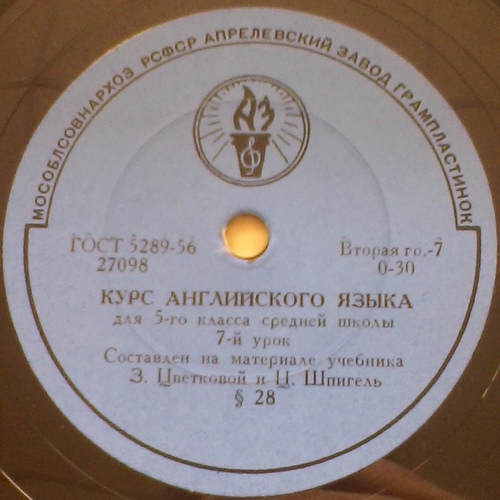 МОСОБЛСОВНАРХОЗ РСФСР АПРЕЛЕВСКИЙ ЗАВОД ГРАМПЛАСТИНОК
АЗ
ГОСТ 5289-56
27098
Вторая го.-7
0-30
КУРС АНГЛИЙСКОГО ЯЗЫКА
для 5-го класса средней школы
7-й урок
Составлен на материале учебника
З. Цветковой и Ц. Шпигель
§ 28